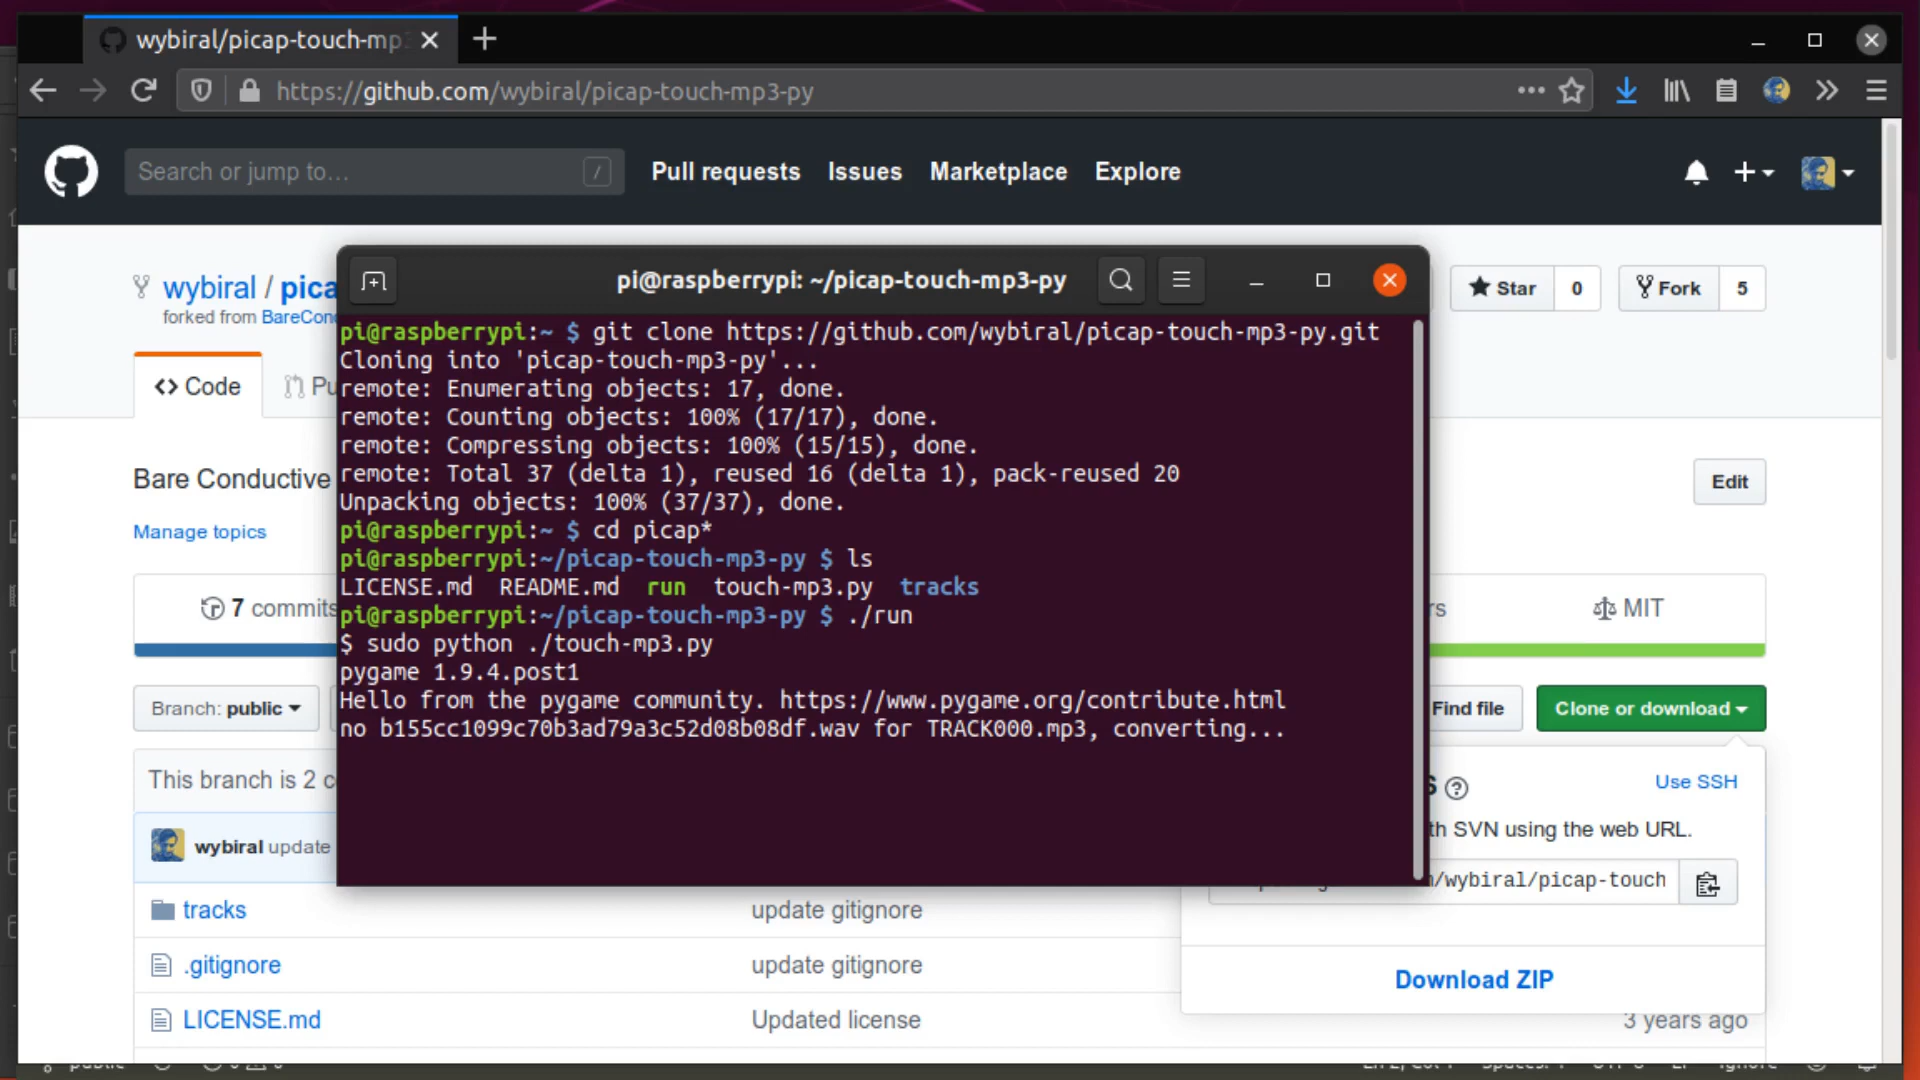 wybiral/picap-touch-mp
https://github.com/wybiral/picap-touch-mp3-py
Search or jump to…
/
Pull requests
Issues
Marketplace
Explore
wybiral / pica
forked from BareCon
Star
0
Fork
5
Code
Bare Conductive
Edit
Manage topics
7 commits
MIT
Branch: public
Find file
Clone or download
This branch is 2
Use SSH
th SVN using the web URL.
/wybiral/picap-touch
wybiral update
Download ZIP
tracks
update gitignore
.gitignore
update gitignore
LICENSE.md
Updated license
3 years ago
pi@raspberrypi: ~/picap-touch-mp3-py
pi@raspberrypi:~ $ git clone https://github.com/wybiral/picap-touch-mp3-py.git
Cloning into 'picap-touch-mp3-py'...
remote: Enumerating objects: 17, done.
remote: Counting objects: 100% (17/17), done.
remote: Compressing objects: 100% (15/15), done.
remote: Total 37 (delta 1), reused 16 (delta 1), pack-reused 20
Unpacking objects: 100% (37/37), done.
pi@raspberrypi:~ $ cd picap*
pi@raspberrypi:~/picap-touch-mp3-py $ ls
LICENSE.md  README.md  run  touch-mp3.py  tracks
pi@raspberrypi:~/picap-touch-mp3-py $ ./run
$ sudo python ./touch-mp3.py
pygame 1.9.4.post1
Hello from the pygame community. https://www.pygame.org/contribute.html
no b155cc1099c70b3ad79a3c52d08b08df.wav for TRACK000.mp3, converting...